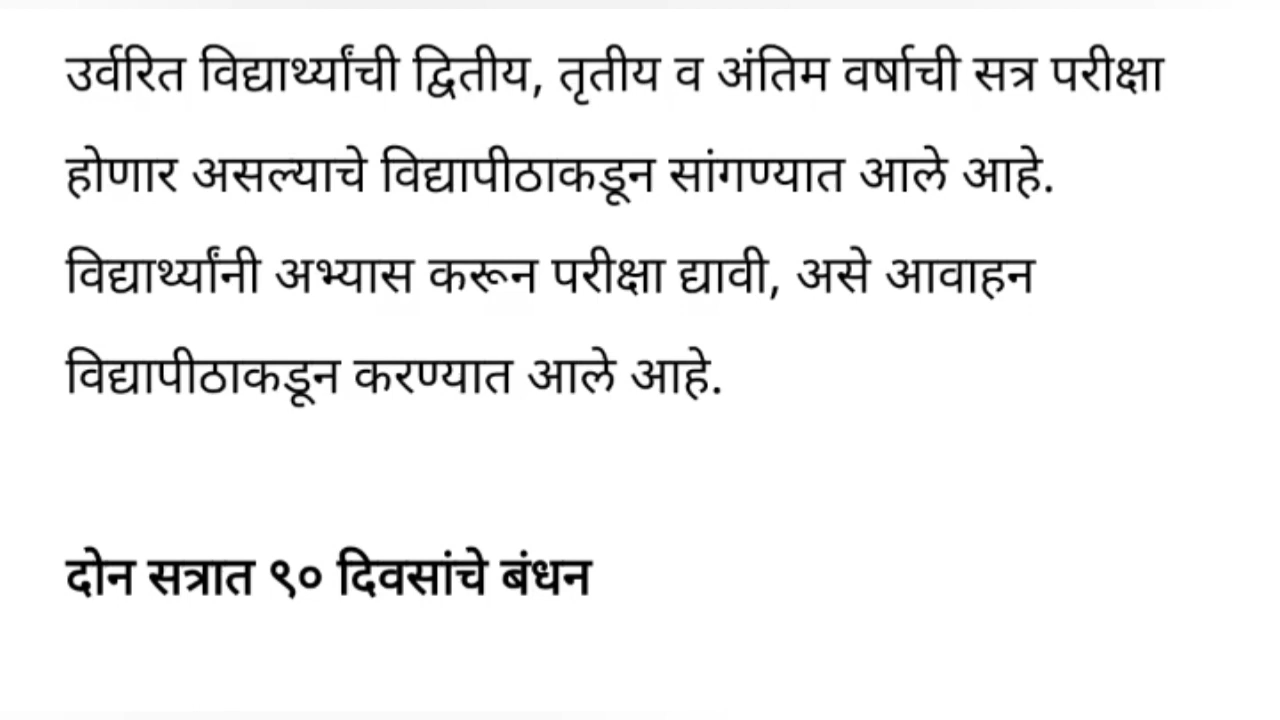 उर्वरित विद्यार्थ्यांची द्वितीय, तृतीय व अंतिम वर्षाची सत्र परीक्षा
होणार असल्याचे विद्यापीठाकडून सांगण्यात आले आहे.
विद्यार्थ्यांनी अभ्यास करून परीक्षा द्यावी, असे आवाहन
विद्यापीठाकडून करण्यात आले आहे.
दोन सत्रात ९० दिवसांचे बंधन